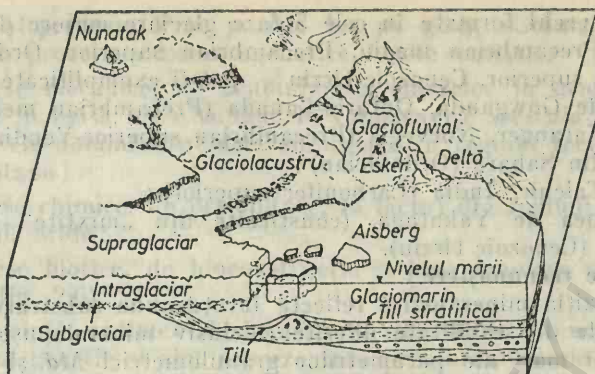 Nunatak
Glaciofluvial
Glaciolacustru
Esker
Deltă
Supraglaciar
Aisberg
Nivelul mării
Intraglaciar
Glaciomarin
Till stratificat
Subglaciar
Till